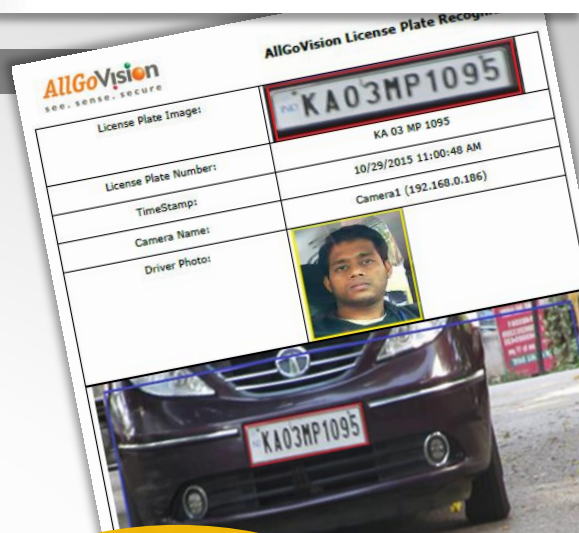 AllGoVision
see. sense. secure
AllGoVision License Plate
License Plate Image:
IND KA03MP1095
License Plate Number:
KA 03 MP 1095
TimeStamp:
10/29/2015 11:00:48 AM
Camera Name:
Camera1 (192.168.0.186)
Driver Photo:
KA03MP1095